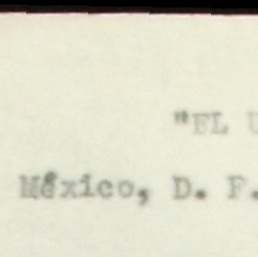 "EL U
México, D. F.